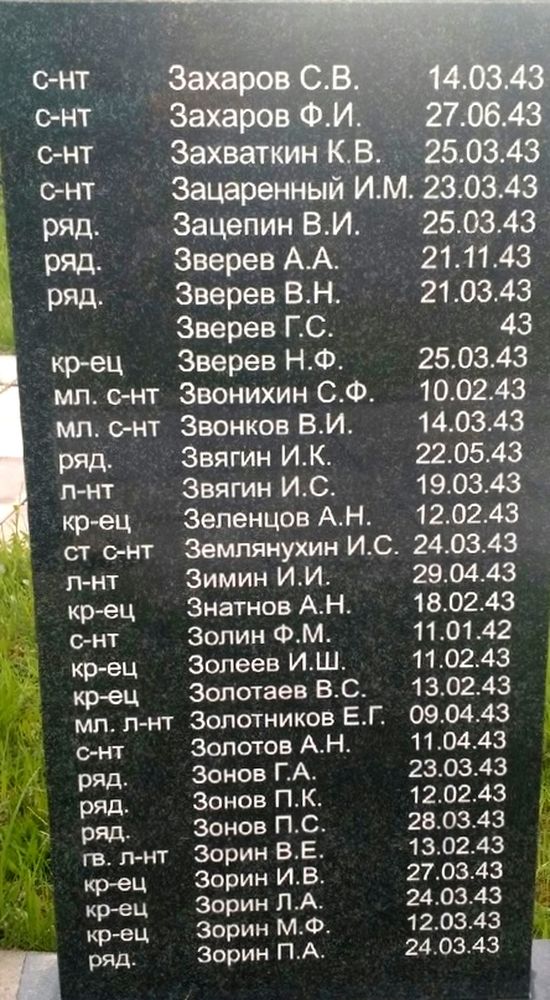 с-нт Захаров С.В. 14.03.43
с-нт Захаров Ф.И. 27.06.43
с-нт Захваткин К.В. 25.03.43
с-нт Зацаренный И.М. 23.03.43
ряд. Зацепин В.И. 25.03.43
ряд. Зверев А.А. 21.11.43
ряд. Зверев В.Н. 21.03.43
Зверев Г.С. 43
кр-ец Зверев Н.Ф. 25.03.43
мл. с-нт Звонихин С.Ф. 10.02.43
мл. с-нт Звонков В.И. 14.03.43
ряд. Звягин И.К. 22.05.43
л-нт Звягин И.С. 19.03.43
кр-ец Зеленцов А.Н. 12.02.43
ст с-нт Землянухин И.С. 24.03.43
л-нт Зимин И.И. 29.04.43
кр-ец Знатнов А.Н. 18.02.43
с-нт Золин Ф.М. 11.01.42
кр-ец Золеев И.Ш. 11.02.43
кр-ец Золотаев В.С. 13.02.43
мл. л-нт Золотников Е.Г. 09.04.43
с-нт Золотов А.Н. 11.04.43
ряд. Зонов Г.А. 23.03.43
ряд. Зонов П.К. 12.02.43
ряд. Зонов П.С. 28.03.43
гв. л-нт Зорин В.Е. 13.02.43
кр-ец Зорин И.В. 27.03.43
кр-ец Зорин Л.А. 24.03.43
кр-ец Зорин М.Ф. 12.03.43
ряд. Зорин П.А. 24.03.43